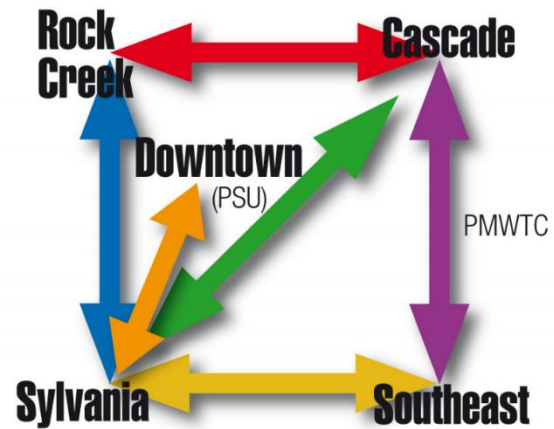 Rock
Creek
Cascade
Downtown
(PSU)
PMWTC
Sylvania
Southeast